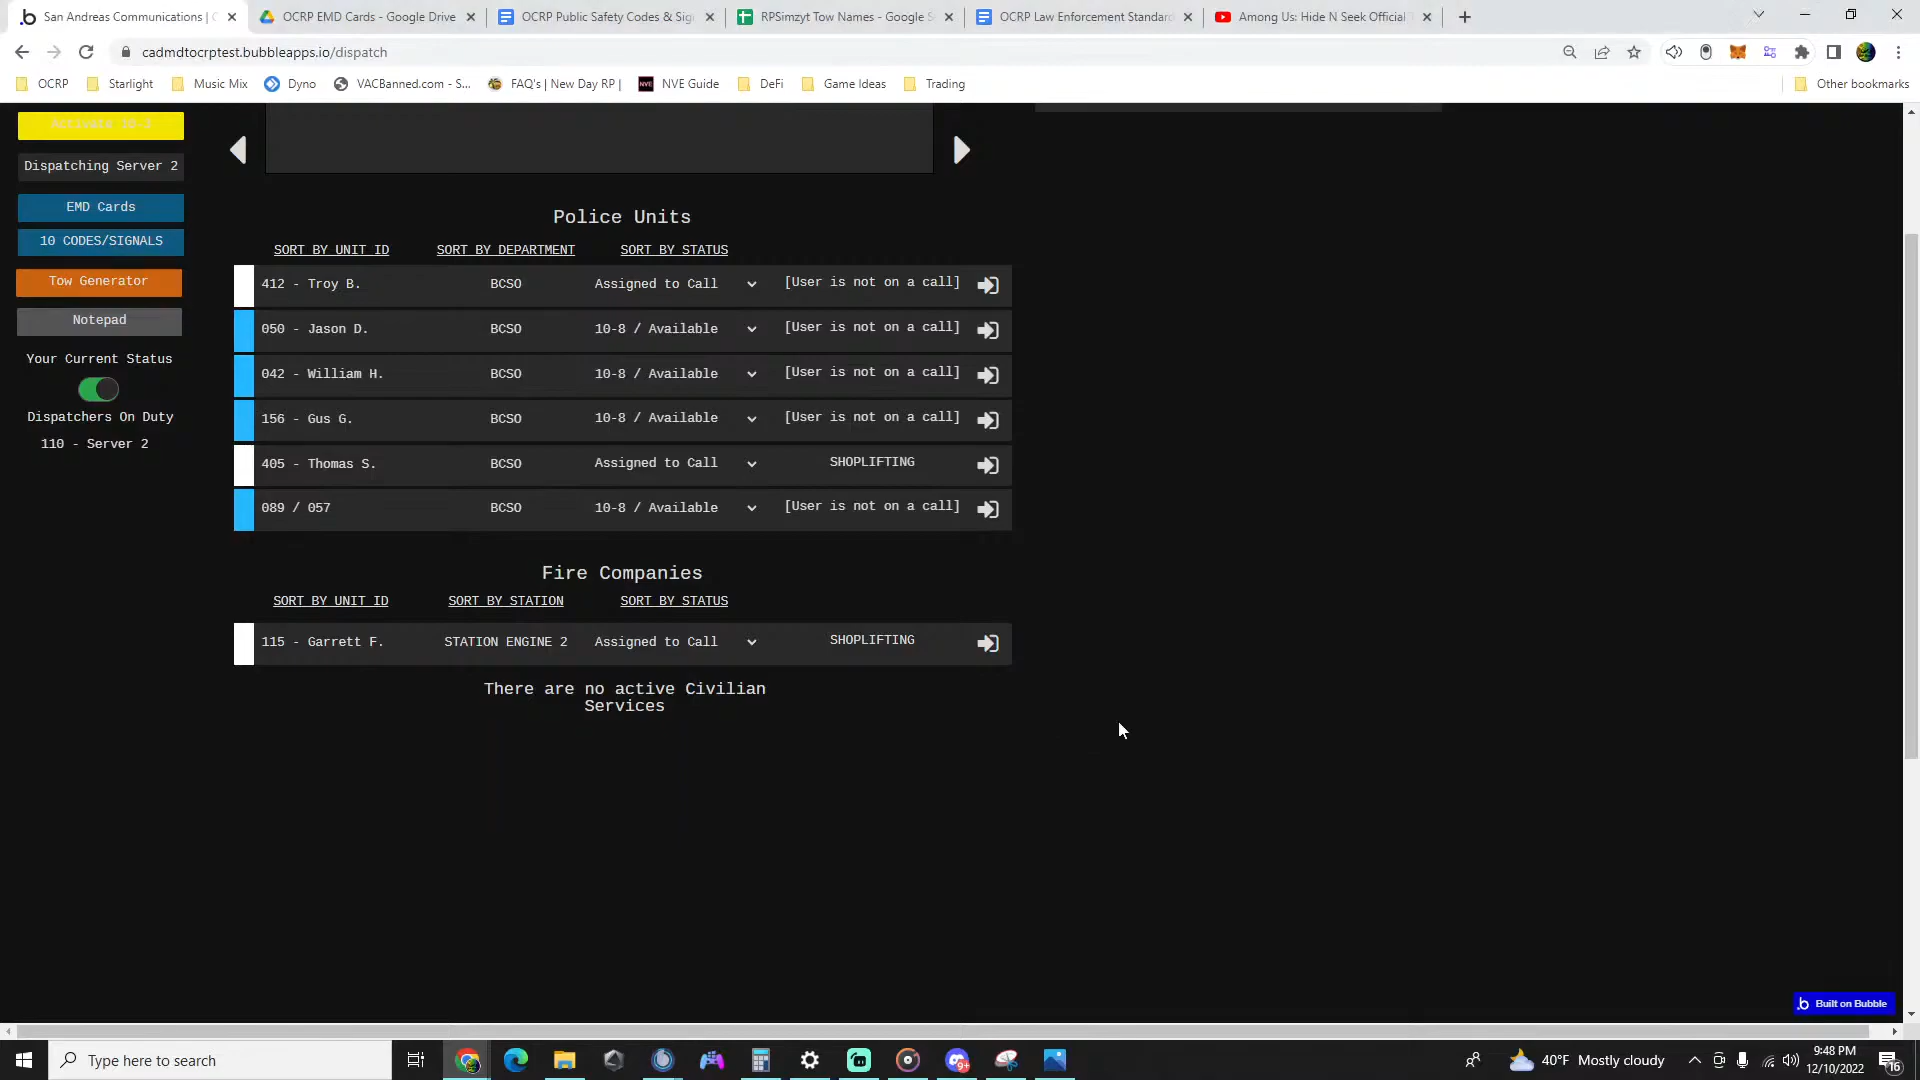 San Andreas Communications | C
OCRP EMD Cards - Google Drive
OCRP Public Safety Codes & Sig
RPSimzyt Tow Names - Google S
OCRP Law Enforcement Standard
Among Us: Hide N Seek Official T
cadmdtocrptest.bubbleapps.io/dispatch
OCRP
Starlight
Music Mix
Dyno
VACBanned.com - S...
FAQ's | New Day RP |
NVE Guide
DeFi
Game Ideas
Trading
Other bookmarks
Activate 10-3
Dispatching Server 2
EMD Cards
10 CODES/SIGNALS
Tow Generator
Notepad
Your Current Status
Dispatchers On Duty
110 - Server 2
Police Units
SORT BY UNIT ID SORT BY DEPARTMENT SORT BY STATUS
412 - Troy B. BCSO Assigned to Call [User is not on a call]
050 - Jason D. BCSO 10-8 / Available [User is not on a call]
042 - William H. BCSO 10-8 / Available [User is not on a call]
156 - Gus G. BCSO 10-8 / Available [User is not on a call]
405 - Thomas S. BCSO Assigned to Call SHOPLIFTING
089 / 057 BCSO 10-8 / Available [User is not on a call]
Fire Companies
SORT BY UNIT ID SORT BY STATION SORT BY STATUS
115 - Garrett F. STATION ENGINE 2 Assigned to Call SHOPLIFTING
There are no active Civilian
Services
Built on Bubble
Type here to search
9+
40°F Mostly cloudy
9:48 PM
12/10/2022
16